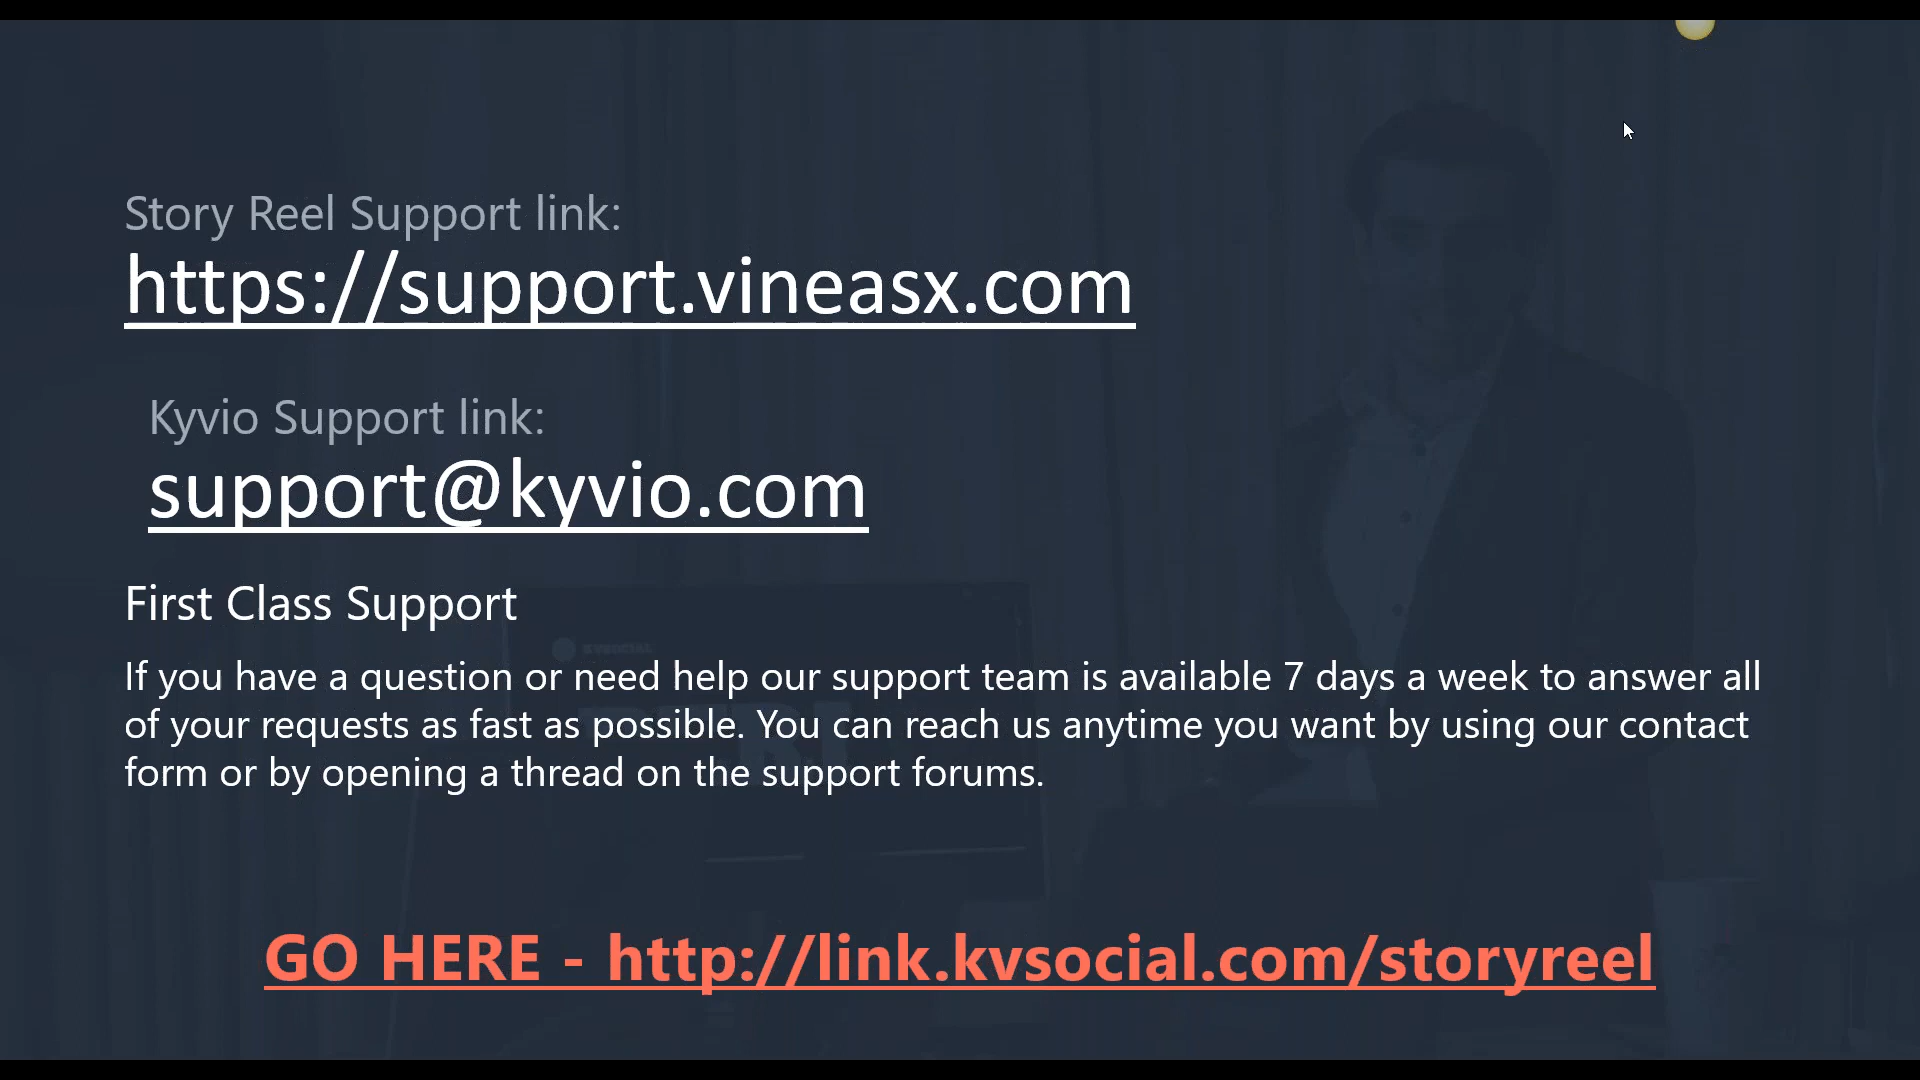 Story Reel Support link:
https://support.vineasx.com
Kyvio Support link:
support@kyvio.com
First Class Support
If you have a question or need help our support team is available 7 days a week to answer all
of your requests as fast as possible. You can reach us anytime you want by using our contact
form or by opening a thread on the support forums.
GO HERE - http://link.kvsocial.com/storyreel